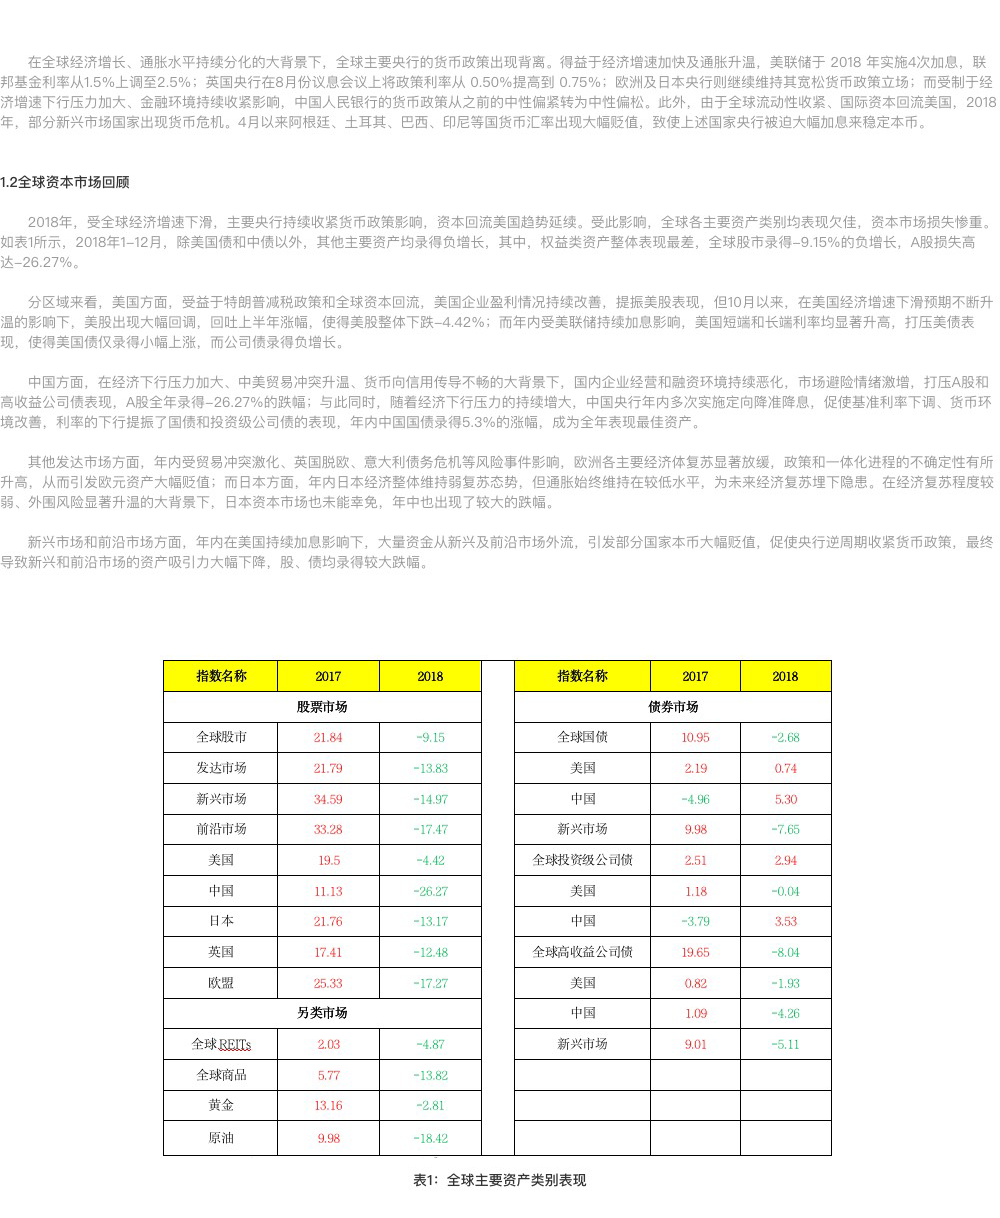 在全球经济增长、通胀水平持续分化的大背景下，全球主要央行的货币政策出现背离。得益于经济增速加快及通胀升温，美联储于 2018 年实施4次加息，联
邦基金利率从1.5%上调至2.5%；英国央行在8月份议息会议上将政策利率从 0.50%提高到 0.75%；欧洲及日本央行则继续维持其宽松货币政策立场；而受制于经
济增速下行压力加大、金融环境持续收紧影响，中国人民银行的货币政策从之前的中性偏紧转为中性偏松。此外，由于全球流动性收紧、国际资本回流美国，2018
年，部分新兴市场国家出现货币危机。4月以来阿根廷、土耳其、巴西、印尼等国货币汇率出现大幅贬值，致使上述国家央行被迫大幅加息来稳定本币。
1.2全球资本市场回顾
2018年，受全球经济增速下滑，主要央行持续收紧货币政策影响，资本回流美国趋势延续。受此影响，全球各主要资产类别均表现欠佳，资本市场损失惨重。
如表1所示，2018年1-12月，除美国债和中债以外，其他主要资产均录得负增长，其中，权益类资产整体表现最差，全球股市录得-9.15%的负增长，A股损失高
达-26.27%。
分区域来看，美国方面，受益于特朗普减税政策和全球资本回流，美国企业盈利情况持续改善，提振美股表现，但10月以来，在美国经济增速下滑预期不断升
温的影响下，美股出现大幅回调，回吐上半年涨幅，使得美股整体下跌-4.42%；而年内受美联储持续加息影响，美国短端和长端利率均显著升高，打压美债表
现，使得美国债仅录得小幅上涨，而公司债录得负增长。
中国方面，在经济下行压力加大、中美贸易冲突升温、货币向信用传导不畅的大背景下，国内企业经营和融资环境持续恶化，市场避险情绪激增，打压A股和
高收益公司债表现，A股全年录得-26.27%的跌幅；与此同时，随着经济下行压力的持续增大，中国央行年内多次实施定向降准降息，促使基准利率下调、货币环
境改善，利率的下行提振了国债和投资级公司债的表现，年内中国国债录得5.3%的涨幅，成为全年表现最佳资产。
其他发达市场方面，年内受贸易冲突激化、英国脱欧、意大利债务危机等风险事件影响，欧洲各主要经济体复苏显著放缓，政策和一体化进程的不确定性有所
升高，从而引发欧元资产大幅贬值；而日本方面，年内日本经济整体维持弱复苏态势，但通胀始终维持在较低水平，为未来经济复苏埋下隐患。在经济复苏程度较
弱、外围风险显著升温的大背景下，日本资本市场也未能幸免，年中也出现了较大的跌幅。
新兴市场和前沿市场方面，年内在美国持续加息影响下，大量资金从新兴及前沿市场外流，引发部分国家本币大幅贬值，促使央行逆周期收紧货币政策，最终
导致新兴和前沿市场的资产吸引力大幅下降，股、债均录得较大跌幅。
指数名称 2017 2018 指数名称 2017 2018
股票市场 债券市场
全球股市 21.84 -9.15 全球国债 10.95 -2.68
发达市场 21.79 -13.83 美国 2.19 0.74
新兴市场 34.59 -14.97 中国 -4.96 5.30
前沿市场 33.28 -17.47 新兴市场 9.98 -7.65
美国 19.5 -4.42 全球投资级公司债 2.51 2.94
中国 11.13 -26.27 美国 1.18 -0.04
日本 21.76 -13.17 中国 -3.79 3.53
英国 17.41 -12.48 全球高收益公司债 19.65 -8.04
欧盟 25.33 -17.27 美国 0.82 -1.93
另类市场 中国 1.09 -4.26
全球REITs 2.03 -4.87 新兴市场 9.01 -5.11
全球商品 5.77 -13.82
黄金 13.16 -2.81
原油 9.98 -18.42
表1：全球主要资产类别表现